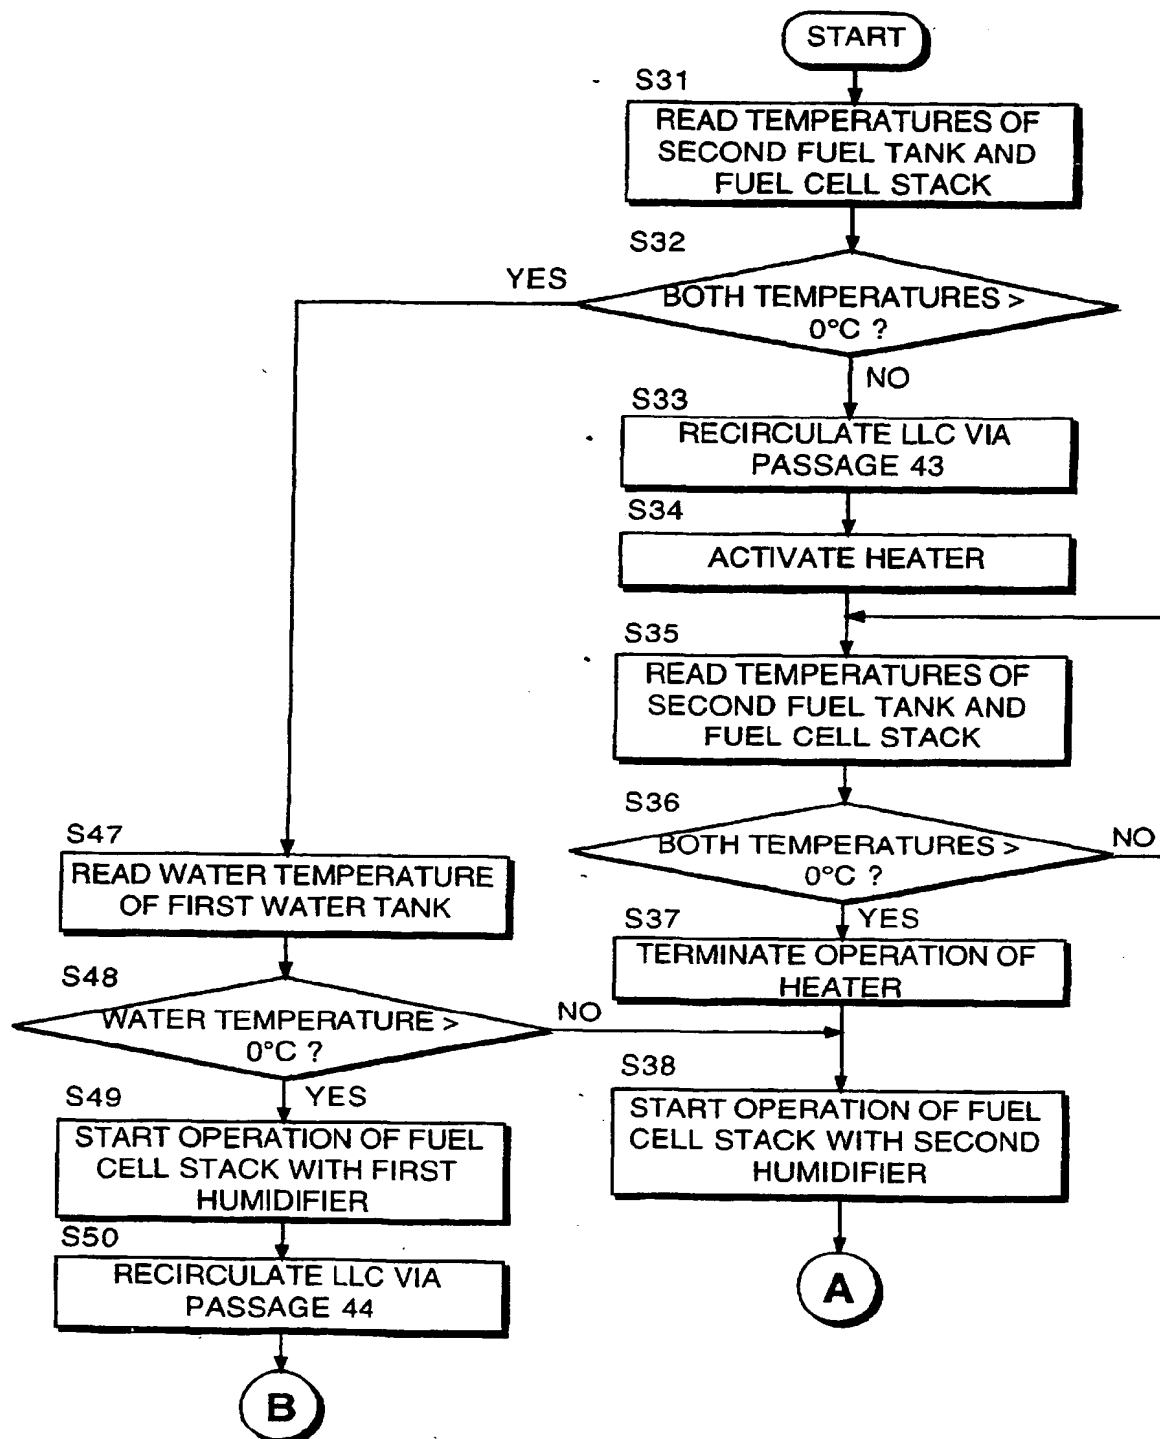 START
S31
READ TEMPERATURES OF
SECOND FUEL TANK AND
FUEL CELL STACK
S32
YES
BOTH TEMPERATURES >
0°C ?
NO
S33
RECIRCULATE LLC VIA
PASSAGE 43
S34
ACTIVATE HEATER
S35
READ TEMPERATURES OF
SECOND FUEL TANK AND
FUEL CELL STACK
S36
BOTH TEMPERATURES >
0°C ?
NO
YES
S37
TERMINATE OPERATION OF
HEATER
S47
READ WATER TEMPERATURE
OF FIRST WATER TANK
S48
WATER TEMPERATURE >
0°C ?
NO
YES
S38
START OPERATION OF FUEL
CELL STACK WITH SECOND
HUMIDIFIER
A
S49
START OPERATION OF FUEL
CELL STACK WITH FIRST
HUMIDIFIER
S50
RECIRCULATE LLC VIA
PASSAGE 44
B